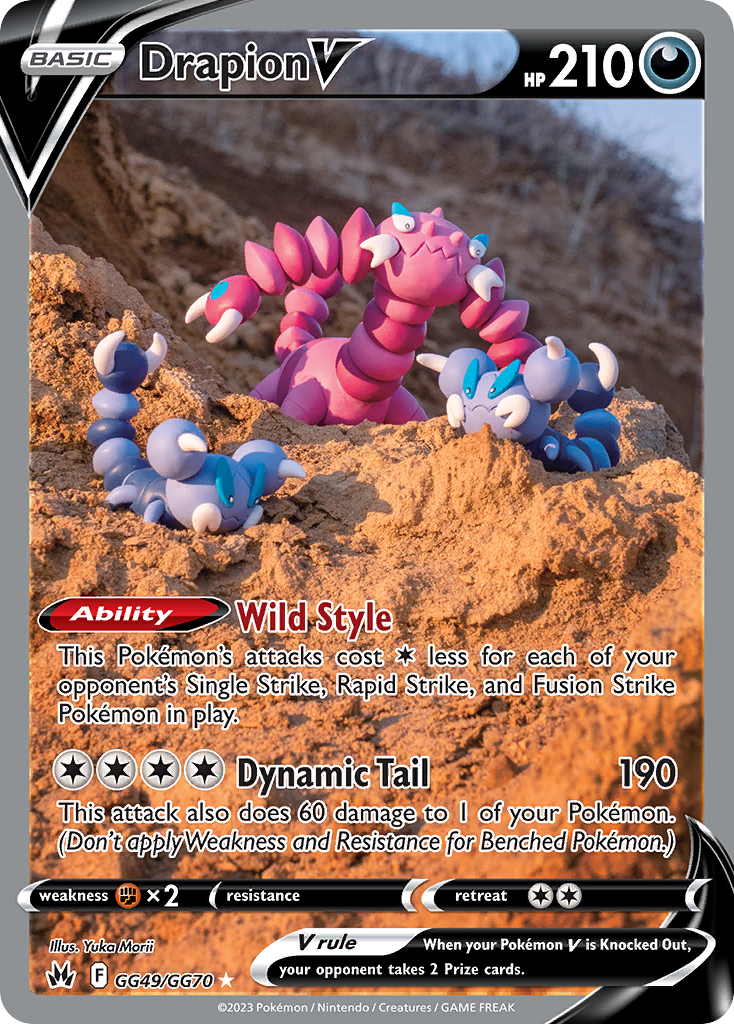 BASIC Drapion V HP 210
Ability Wild Style
This Pokémon's attacks cost less for each of your
opponent's Single Strike, Rapid Strike, and Fusion Strike
Pokémon in play.
Dynamic Tail 190
This attack also does 60 damage to 1 of your Pokémon.
(Don't apply Weakness and Resistance for Benched Pokémon.)
weakness ×2 resistance retreat
Illus. Yuka Morii
V rule When your Pokémon V is Knocked Out,
your opponent takes 2 Prize cards.
F GG49/GG70 ★
©2023 Pokémon / Nintendo / Creatures / GAME FREAK